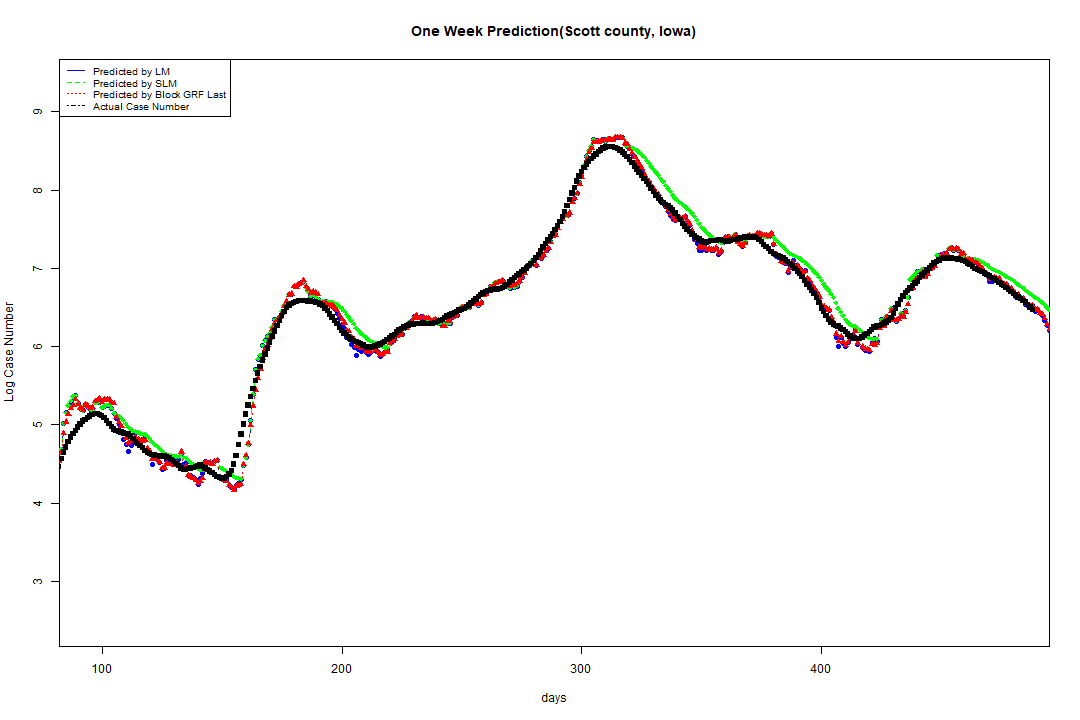 One Week Prediction(Scott county, Iowa)
Predicted by LM
Predicted by SLM
Predicted by Block GRF Last
Actual Case Number
9
8
7
6
5
4
3
Log Case Number
100 200 300 400
days